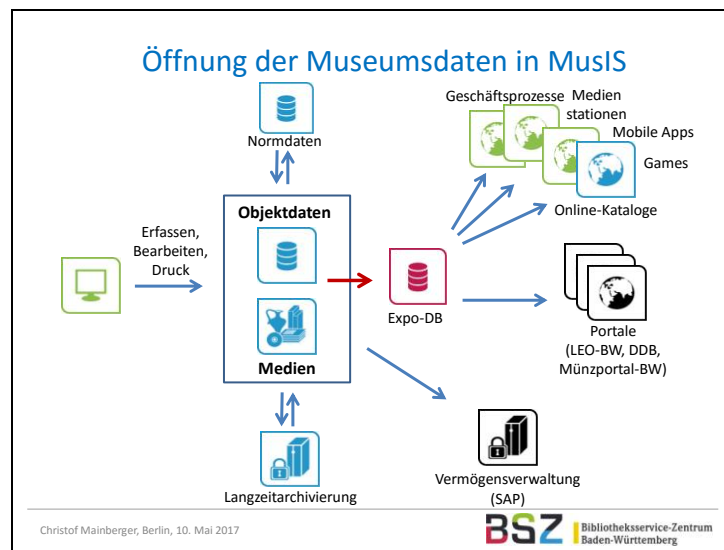 Öffnung der Museumsdaten in MusIS
Geschäftsprozesse
Medien
stationen
Mobile Apps
Games
Online-Kataloge
Normdaten
Objektdaten
Erfassen,
Bearbeiten,
Druck
Expo-DB
Medien
Portale
(LEO-BW, DDB,
Münzportal-BW)
Langzeitarchivierung
Vermögensverwaltung
(SAP)
Christof Mainberger, Berlin, 10. Mai 2017
BSZ
Bibliotheksservice-Zentrum
Baden-Württemberg